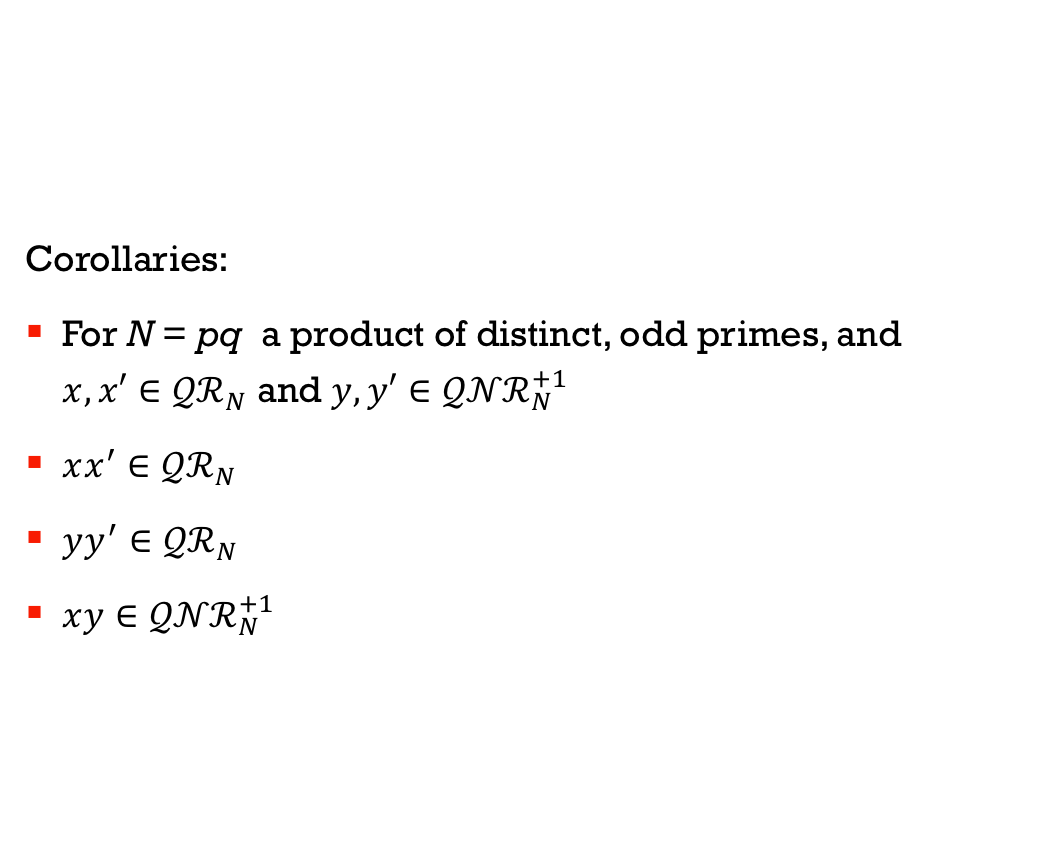 Corollaries:
▪ For N = pq a product of distinct, odd primes, and
x, x′ ∈ 𝒬ℛ_N and y, y′ ∈ 𝒬𝒩ℛ_N^{+1}
▪ xx′ ∈ 𝒬ℛ_N
▪ yy′ ∈ 𝒬ℛ_N
▪ xy ∈ 𝒬𝒩ℛ_N^{+1}